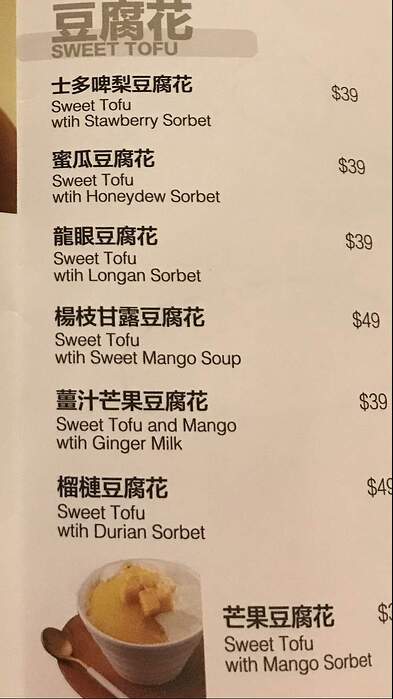 豆腐花
SWEET TOFU
士多啤梨豆腐花
$39
Sweet Tofu
wtih Stawberry Sorbet
蜜瓜豆腐花
$39
Sweet Tofu
wtih Honeydew Sorbet
龍眼豆腐花
$39
Sweet Tofu
wtih Longan Sorbet
楊枝甘露豆腐花
$49
Sweet Tofu
wtih Sweet Mango Soup
薑汁芒果豆腐花
$39
Sweet Tofu and Mango
wtih Ginger Milk
榴槤豆腐花
$49
Sweet Tofu
wtih Durian Sorbet
芒果豆腐花
Sweet Tofu
with Mango Sorbet